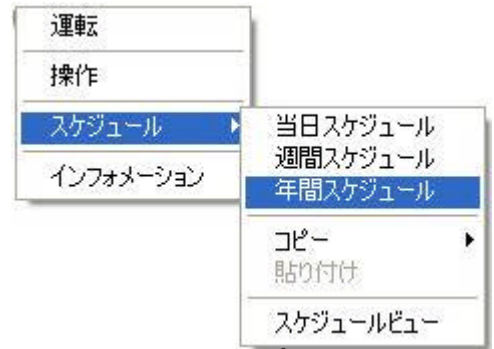 運転
操作
スケジュール
インフォメーション
当日スケジュール
週間スケジュール
年間スケジュール
コピー
貼り付け
スケジュールビュー